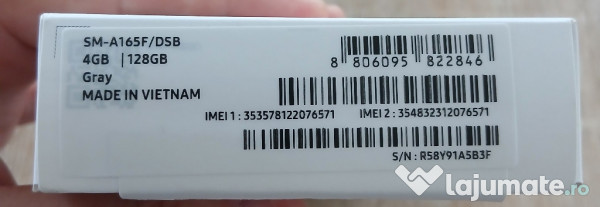 SM-A165F/DSB
4GB | 128GB
Gray
MADE IN VIETNAM
8 806095 822846
IMEI 1 : 353578122076571 IMEI 2 : 354832312076571
S/N : R58Y91A5B3F
Lajumate.ro